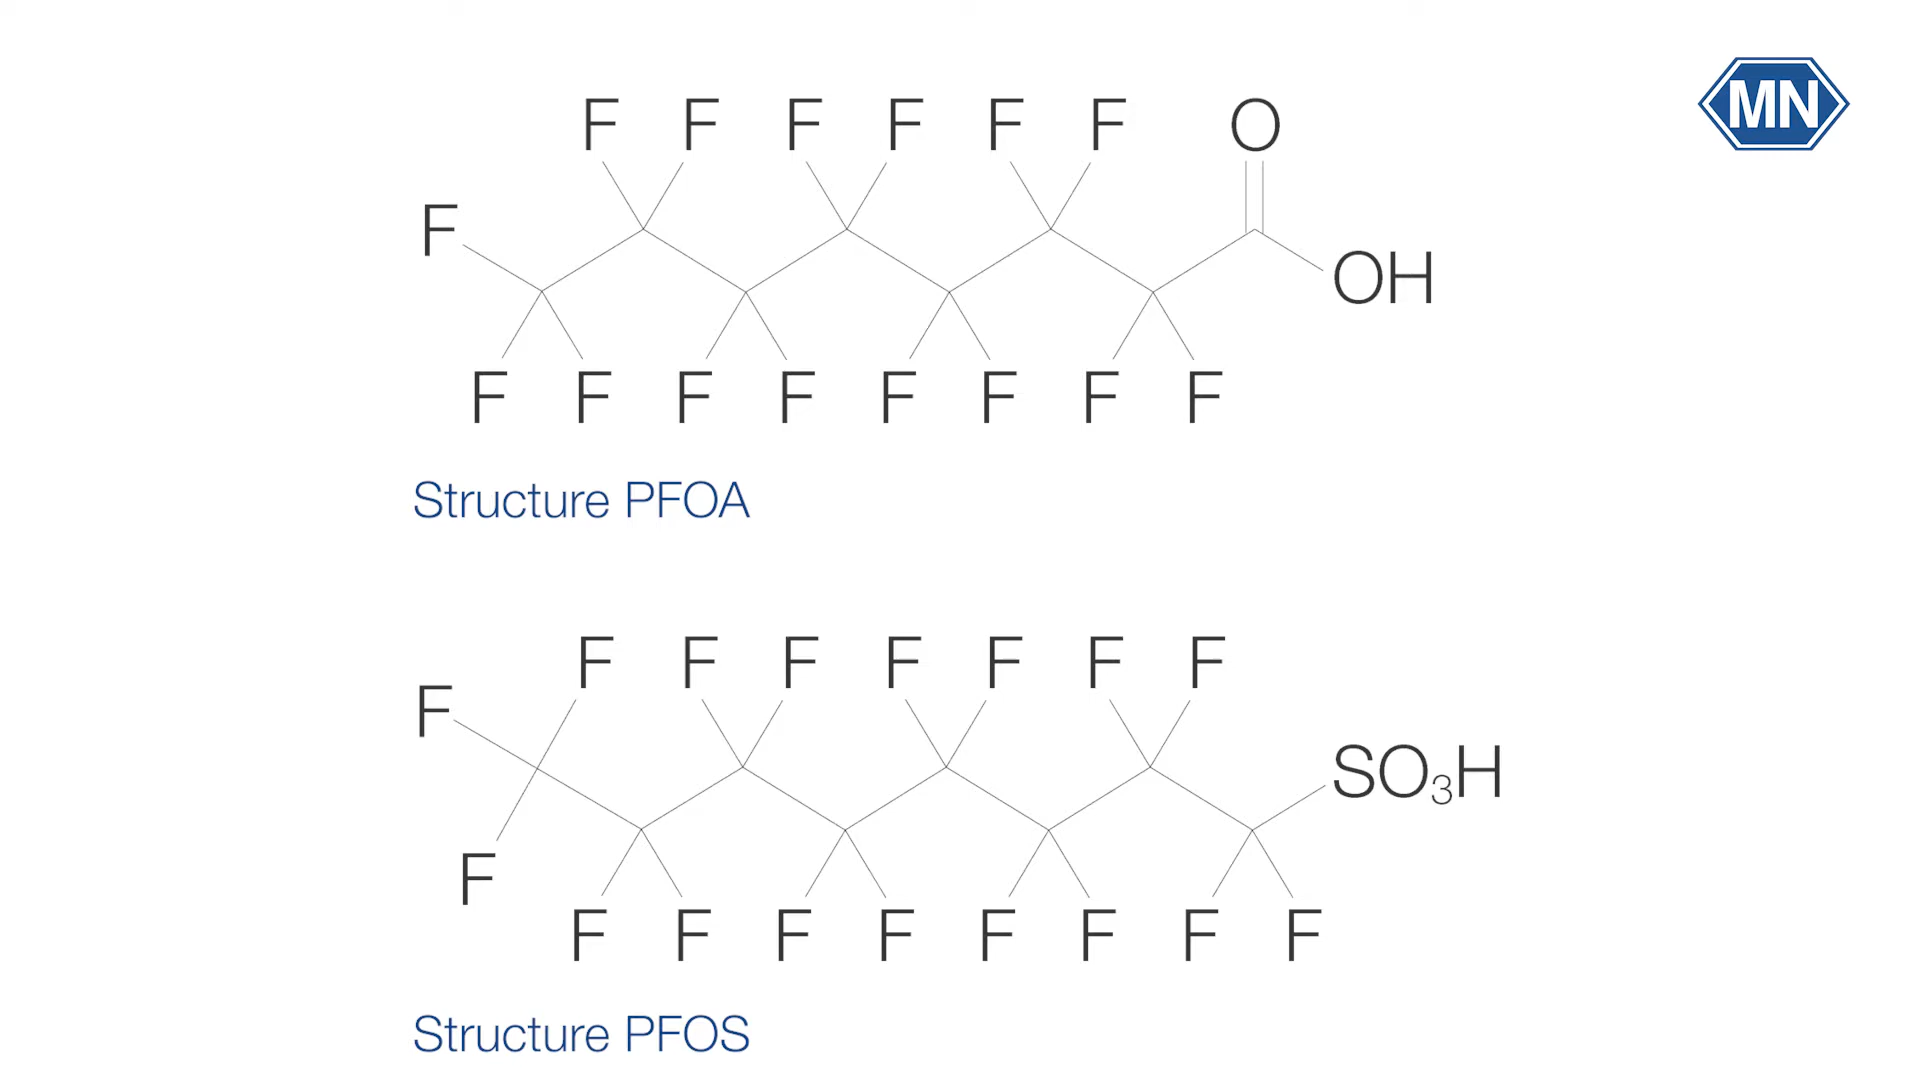 F F F F F F O
MN
F
OH
F F F F F F F F
Structure PFOA
F F F F F F F
F
SO₃H
F
F F F F F F F F
Structure PFOS